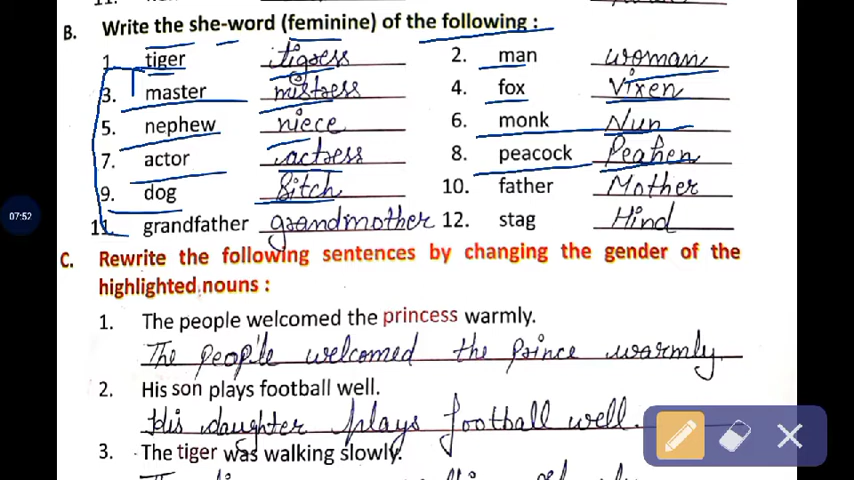 B. Write the she-word (feminine) of the following :
1. tiger tigress 2. man woman
3. master mistress 4. fox Vixen
5. nephew niece 6. monk Nun
7. actor actress 8. peacock Peahen
9. dog Bitch 10. father Mother
11. grandfather grandmother 12. stag Hind
07:52
C. Rewrite the following sentences by changing the gender of the
highlighted nouns :
1. The people welcomed the princess warmly.
The people welcomed the prince warmly.
2. His son plays football well.
His daughter plays football well.
3. The tiger was walking slowly.